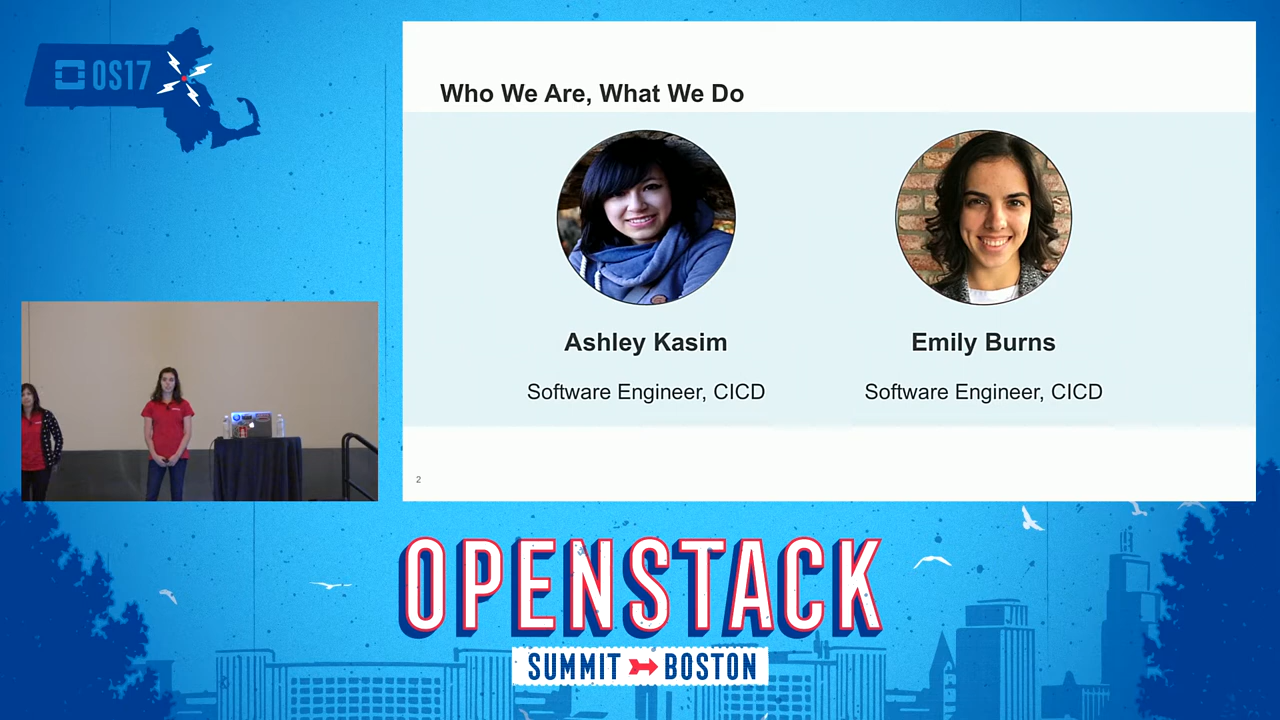 OS17
Who We Are, What We Do
Ashley Kasim
Emily Burns
Software Engineer, CICD
Software Engineer, CICD
2
OPENSTACK
SUMMIT BOSTON